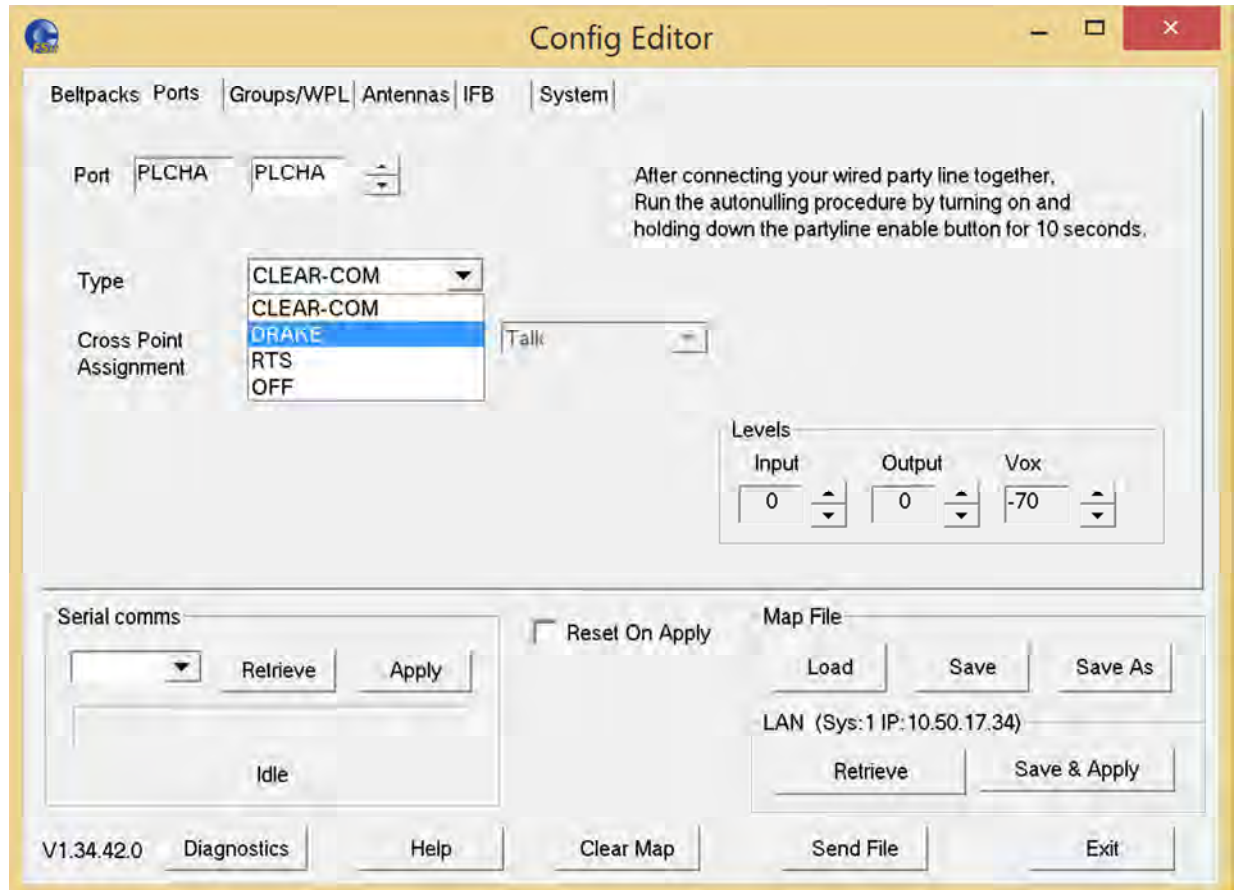 Config Editor
Beltpacks Ports Groups/WPL Antennas IFB System
Port PLCHA PLCHA
After connecting your wired party line together,
Run the autonulling procedure by turning on and
holding down the partyline enable button for 10 seconds.
Type CLEAR-COM
CLEAR-COM
DRAKE
RTS
OFF
Cross Point
Assignment
Talk
Levels
Input Output Vox
0 0 -70
Serial comms
Retrieve Apply
Idle
Reset On Apply
Map File
Load Save Save As
LAN (Sys:1 IP:10.50.17.34)
Retrieve Save & Apply
V1.34.42.0 Diagnostics Help Clear Map Send File Exit